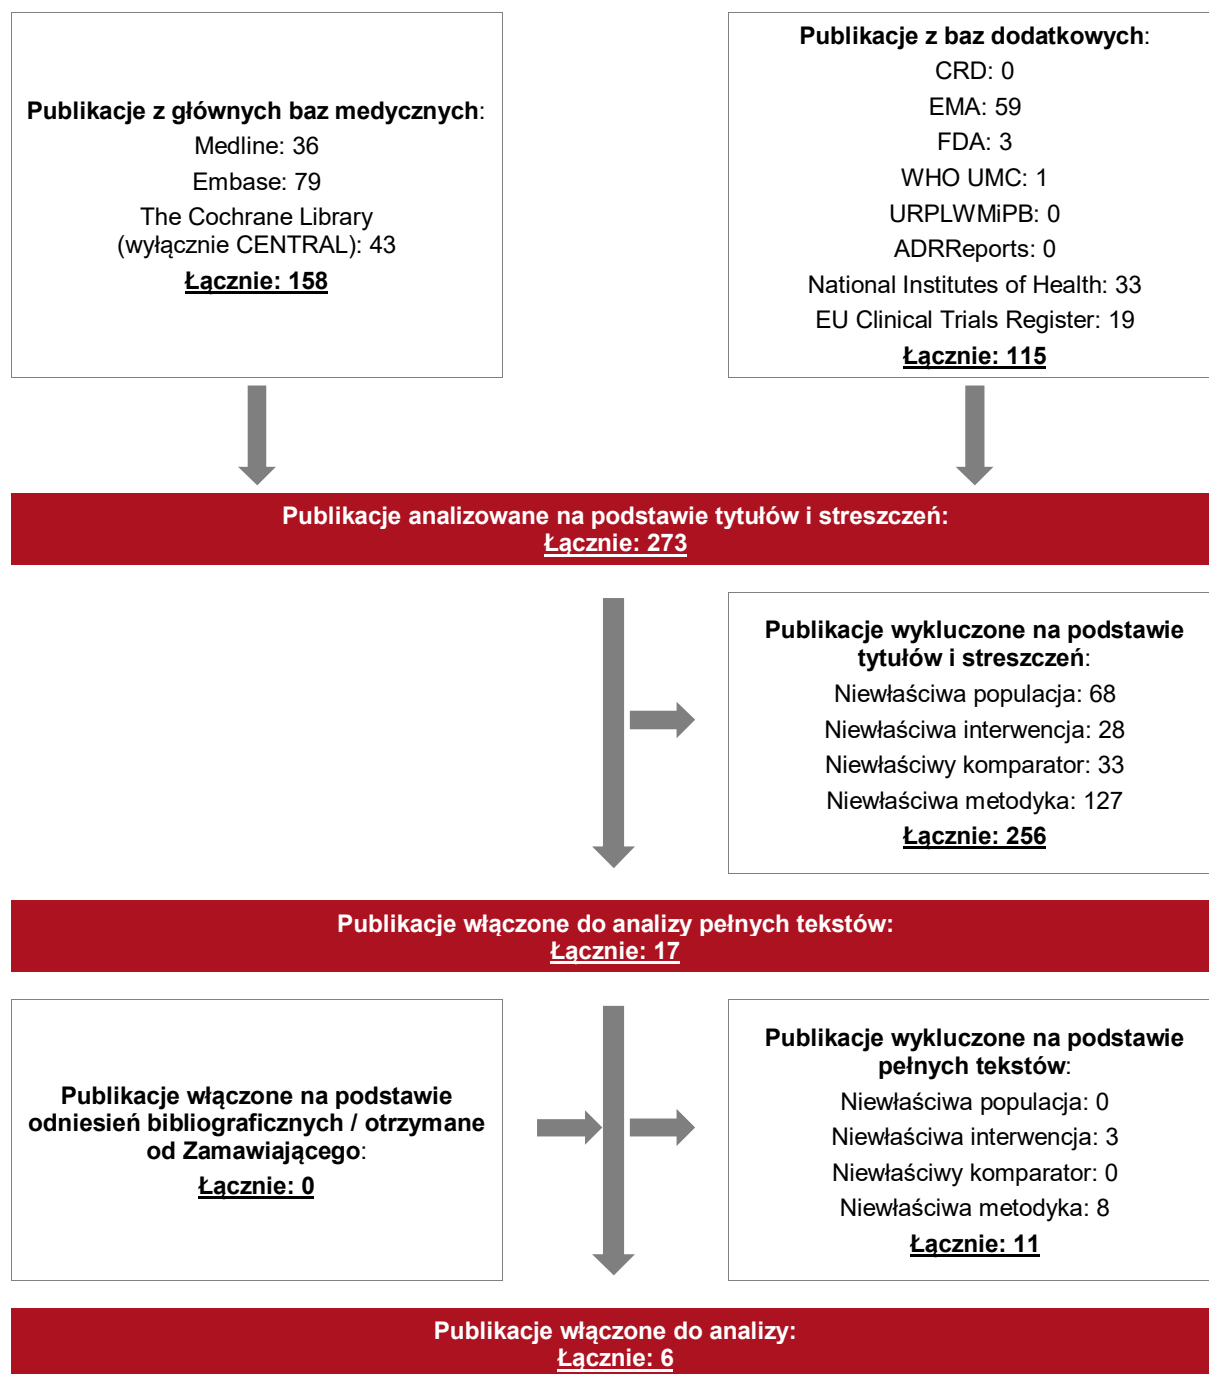 Publikacje z głównych baz medycznych:
Medline: 36
Embase: 79
The Cochrane Library
(wyłącznie CENTRAL): 43
Łącznie: 158
Publikacje z baz dodatkowych:
CRD: 0
EMA: 59
FDA: 3
WHO UMC: 1
URPLWMiPB: 0
ADRReports: 0
National Institutes of Health: 33
EU Clinical Trials Register: 19
Łącznie: 115
Publikacje analizowane na podstawie tytułów i streszczeń:
Łącznie: 273
Publikacje wykluczone na podstawie
tytułów i streszczeń:
Niewłaściwa populacja: 68
Niewłaściwa interwencja: 28
Niewłaściwy komparator: 33
Niewłaściwa metodyka: 127
Łącznie: 256
Publikacje włączone do analizy pełnych tekstów:
Łącznie: 17
Publikacje włączone na podstawie
odniesień bibliograficznych / otrzymane
od Zamawiającego:
Łącznie: 0
Publikacje wykluczone na podstawie
pełnych tekstów:
Niewłaściwa populacja: 0
Niewłaściwa interwencja: 3
Niewłaściwy komparator: 0
Niewłaściwa metodyka: 8
Łącznie: 11
Publikacje włączone do analizy:
Łącznie: 6